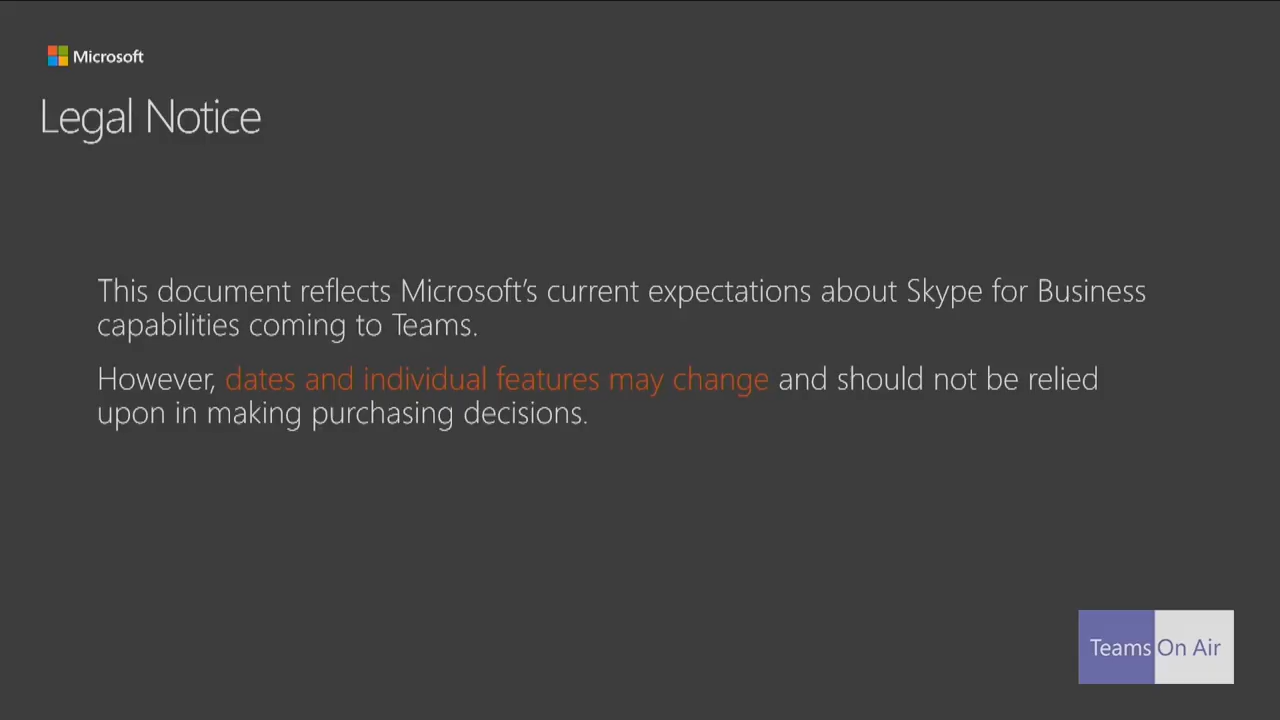 Microsoft
Legal Notice
This document reflects Microsoft's current expectations about Skype for Business
capabilities coming to Teams.
However, dates and individual features may change and should not be relied
upon in making purchasing decisions.
Teams On Air